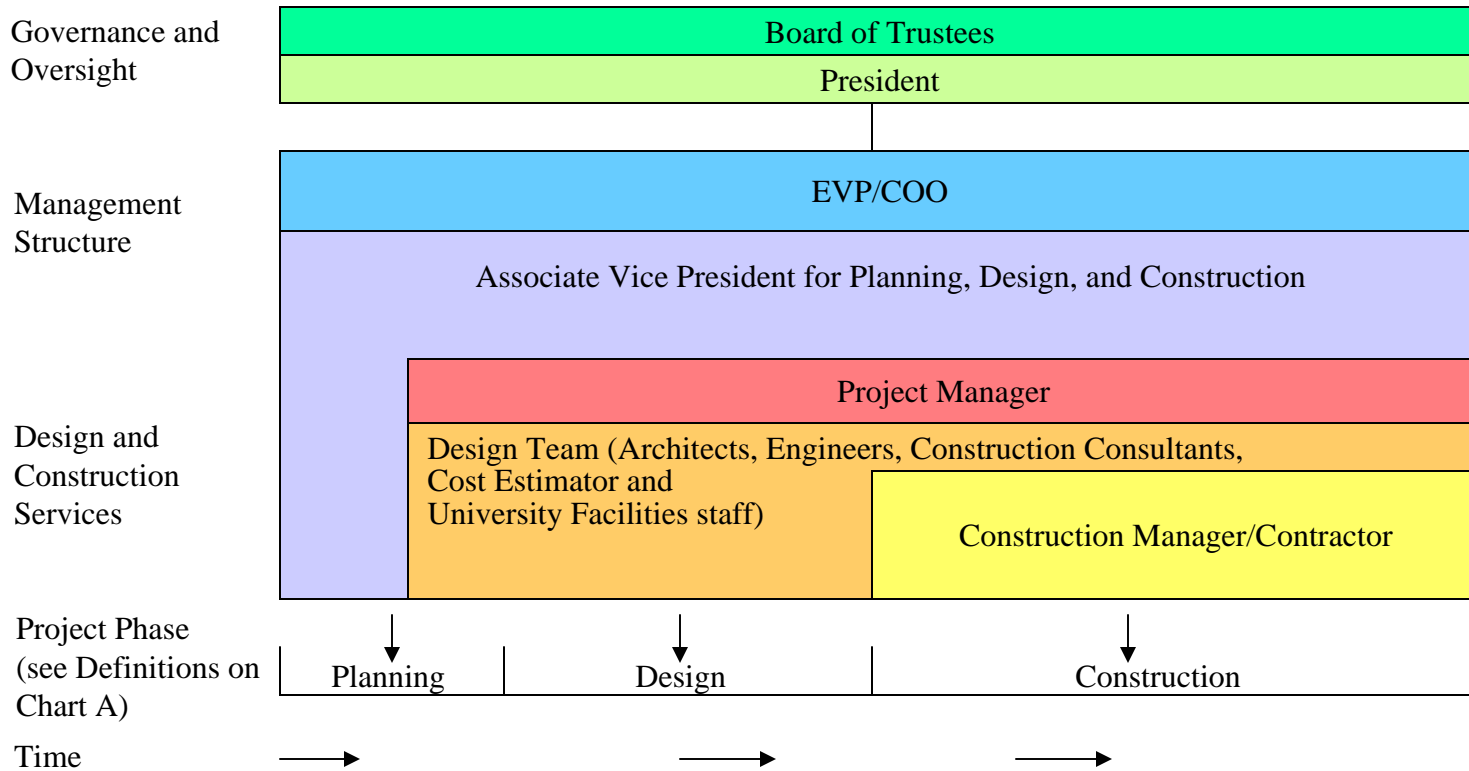 Governance and
Oversight
Board of Trustees
President
Management
Structure
EVP/COO
Associate Vice President for Planning, Design, and Construction
Design and
Construction
Services
Project Manager
Design Team (Architects, Engineers, Construction Consultants,
Cost Estimator and
University Facilities staff)
Construction Manager/Contractor
Project Phase
(see Definitions on
Chart A)
Planning
Design
Construction
Time